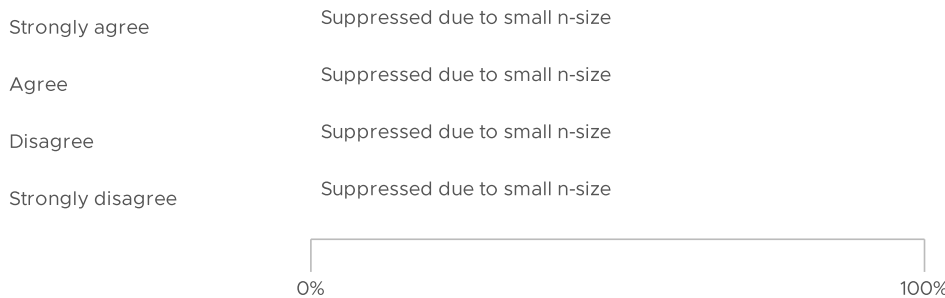 Strongly agree
Suppressed due to small n-size
Agree
Suppressed due to small n-size
Disagree
Suppressed due to small n-size
Strongly disagree
Suppressed due to small n-size
0%
100%